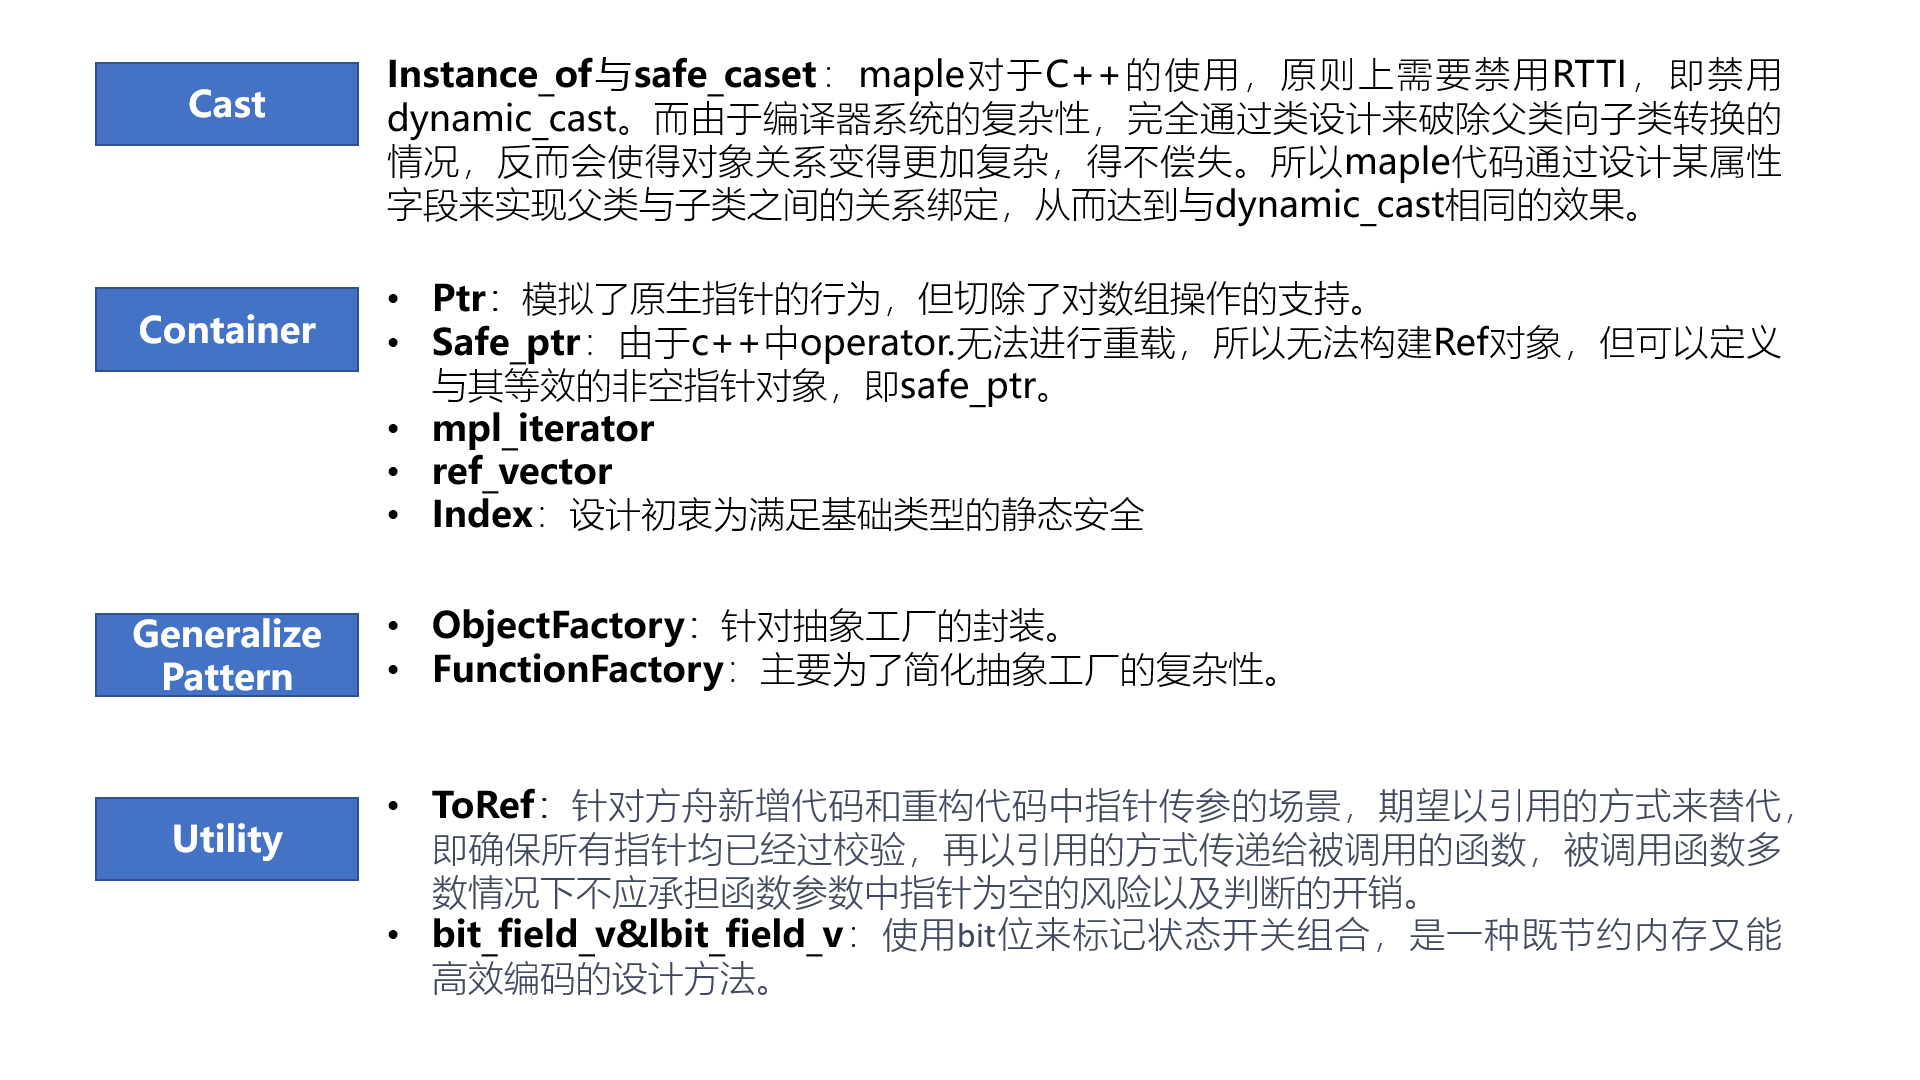 Cast
Instance_of与safe_caset：maple对于C++的使用，原则上需要禁用RTTI，即禁用
dynamic_cast。而由于编译器系统的复杂性，完全通过类设计来破除父类向子类转换的
情况，反而会使得对象关系变得更加复杂，得不偿失。所以maple代码通过设计某属性
字段来实现父类与子类之间的关系绑定，从而达到与dynamic_cast相同的效果。
Container
• Ptr：模拟了原生指针的行为，但切除了对数组操作的支持。
• Safe_ptr：由于c++中operator.无法进行重载，所以无法构建Ref对象，但可以定义
与其等效的非空指针对象，即safe_ptr。
• mpl_iterator
• ref_vector
• Index：设计初衷为满足基础类型的静态安全
Generalize
Pattern
• ObjectFactory：针对抽象工厂的封装。
• FunctionFactory：主要为了简化抽象工厂的复杂性。
Utility
• ToRef：针对方舟新增代码和重构代码中指针传参的场景，期望以引用的方式来替代，
即确保所有指针均已经过校验，再以引用的方式传递给被调用的函数，被调用函数多
数情况下不应承担函数参数中指针为空的风险以及判断的开销。
• bit_field_v&lbit_field_v：使用bit位来标记状态开关组合，是一种既节约内存又能
高效编码的设计方法。